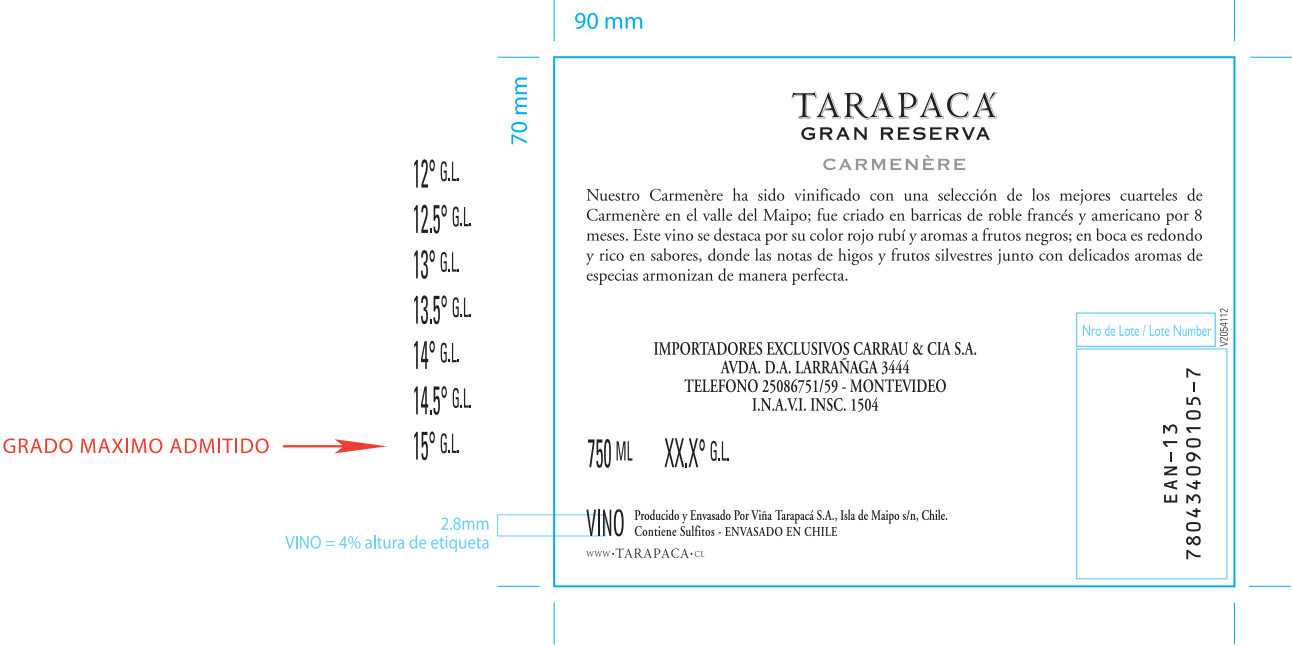 90 mm
70 mm
TARAPACÁ
GRAN RESERVA
CARMENÈRE
Nuestro Carmenère ha sido vinificado con una selección de los mejores cuarteles de
Carmenère en el valle del Maipo; fue criado en barricas de roble francés y americano por 8
meses. Este vino se destaca por su color rojo rubí y aromas a frutos negros; en boca es redondo
y rico en sabores, donde las notas de higos y frutos silvestres junto con delicados aromas de
especias armonizan de manera perfecta.
12° G.L.
12.5° G.L.
13° G.L.
13.5° G.L.
14° G.L.
14.5° G.L.
GRADO MAXIMO ADMITIDO
15° G.L.
IMPORTADORES EXCLUSIVOS CARRAU & CIA S.A.
AVDA. D.A. LARRAÑAGA 3444
TELEFONO 25086751/59 - MONTEVIDEO
I.N.A.V.I. INSC. 1504
Nro de Lote / Lote Number
V2054112
EAN-13
7804340901057
750 ML XX.X° G.L.
2.8mm
VINO = 4% altura de etiqueta
VINO
Producido y Envasado Por Viña Tarapacá S.A., Isla de Maipo s/n, Chile.
Contiene Sulfitos - ENVASADO EN CHILE
WWW·TARAPACA·CL